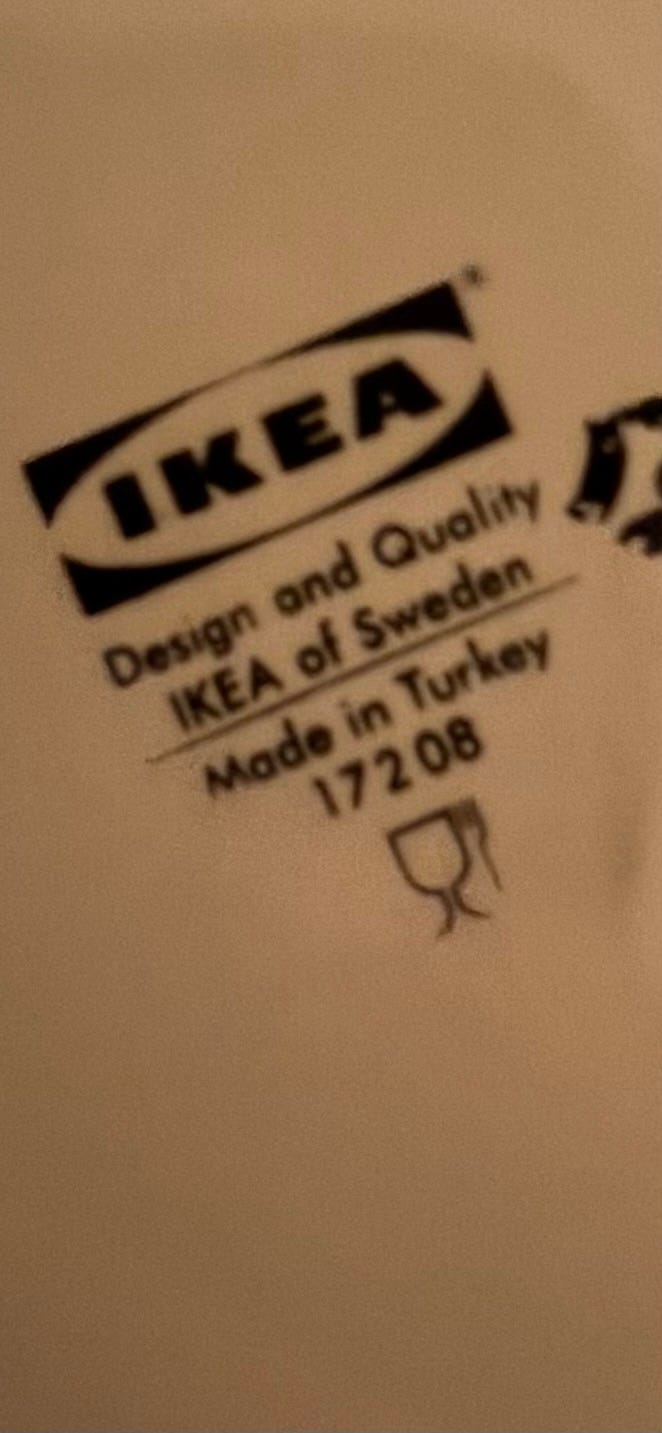 IKEA®
Design and Quality
IKEA of Sweden
Made in Turkey
17208